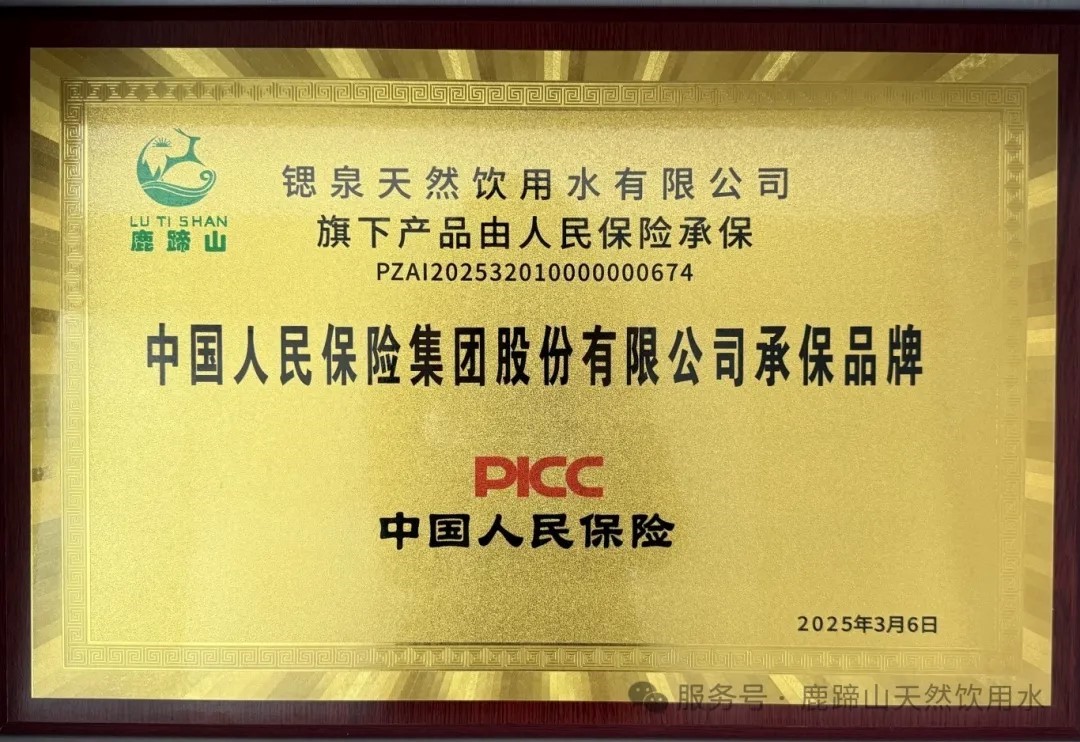 LU TI SHAN
鹿蹄山
锶泉天然饮用水有限公司
旗下产品由人民保险承保
PZAI202532010000000674
中国人民保险集团股份有限公司承保品牌
PICC
中国人民保险
2025年3月6日
服务号·鹿蹄山天然饮用水